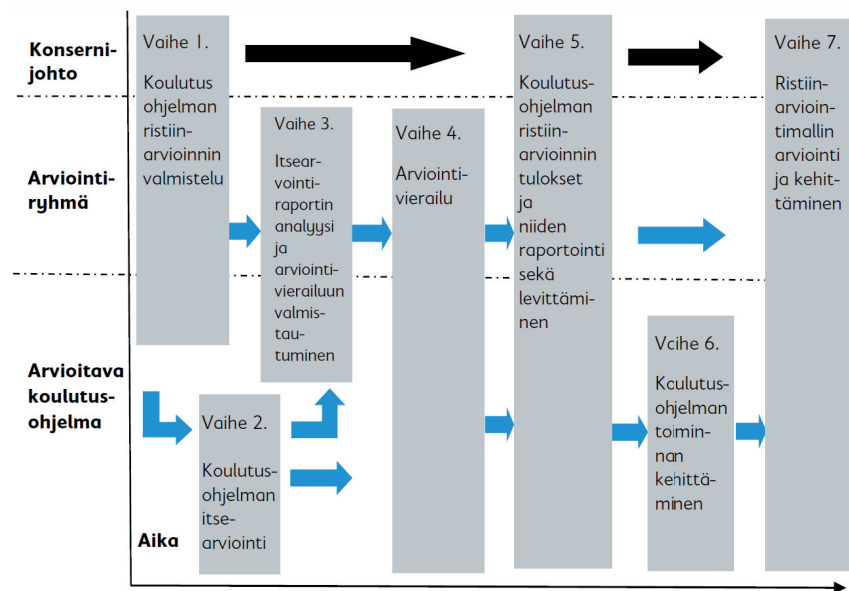 Konserni-
johto
Arviointi-
ryhmä
Arvioitava
koulutus-
ohjelma
Aika
Vaihe 1.
Koulutus
ohjelman
ristiin-
arvioinnin
valmistelu
Vaihe 2.
Koulutus-
ohjelman
itse-
arviointi
Vaihe 3.
Itsear-
vointi-
raportin
analyysi
ja
arviointi-
vierailuun
valmis-
tau-
tuminen
Vaihe 4.
Arviointi-
vierailu
Vaihe 5.
Koulutus-
ohjelman
ristiin-
arvioinnin
tulokset
ja
niiden
raportointi
sekä
levittämi-
nen
Vcihe 6.
Kculutus-
ohjelman
toimin-
nan
kehittä-
minen
Vaihe 7.
Ristiin-
arvioin-
timallin
arviointi
ja kehit-
täminen